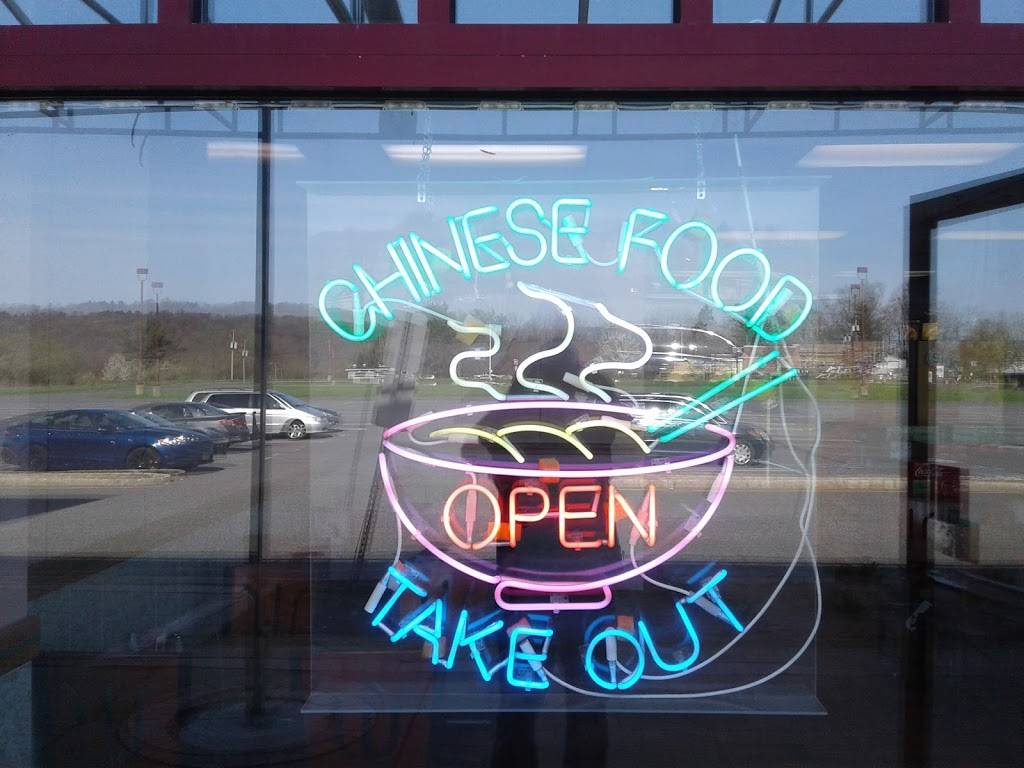 CHINESE FOOD
OPEN
TAKE OUT